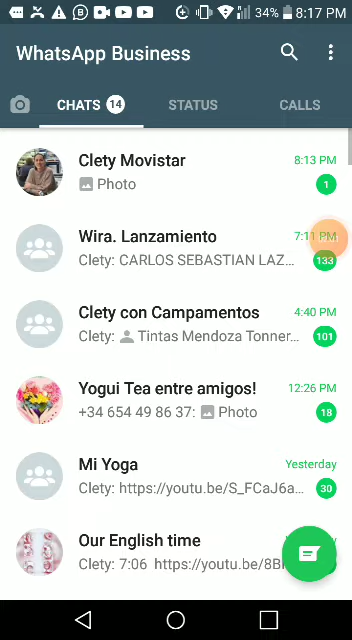 34% 8:17 PM
WhatsApp Business
CHATS 14 STATUS CALLS
Clety Movistar 8:13 PM
Photo 1
Wira. Lanzamiento 7:11 PM
Clety: CARLOS SEBASTIAN LAZ... 133
Clety con Campamentos 4:40 PM
Clety: Tintas Mendoza Tonner... 101
Yogui Tea entre amigos! 12:26 PM
+34 654 49 86 37: Photo 18
Mi Yoga Yesterday
Clety: https://youtu.be/S_FCaJ6a... 30
Our English time
Clety: 7:06 https://youtu.be/8B